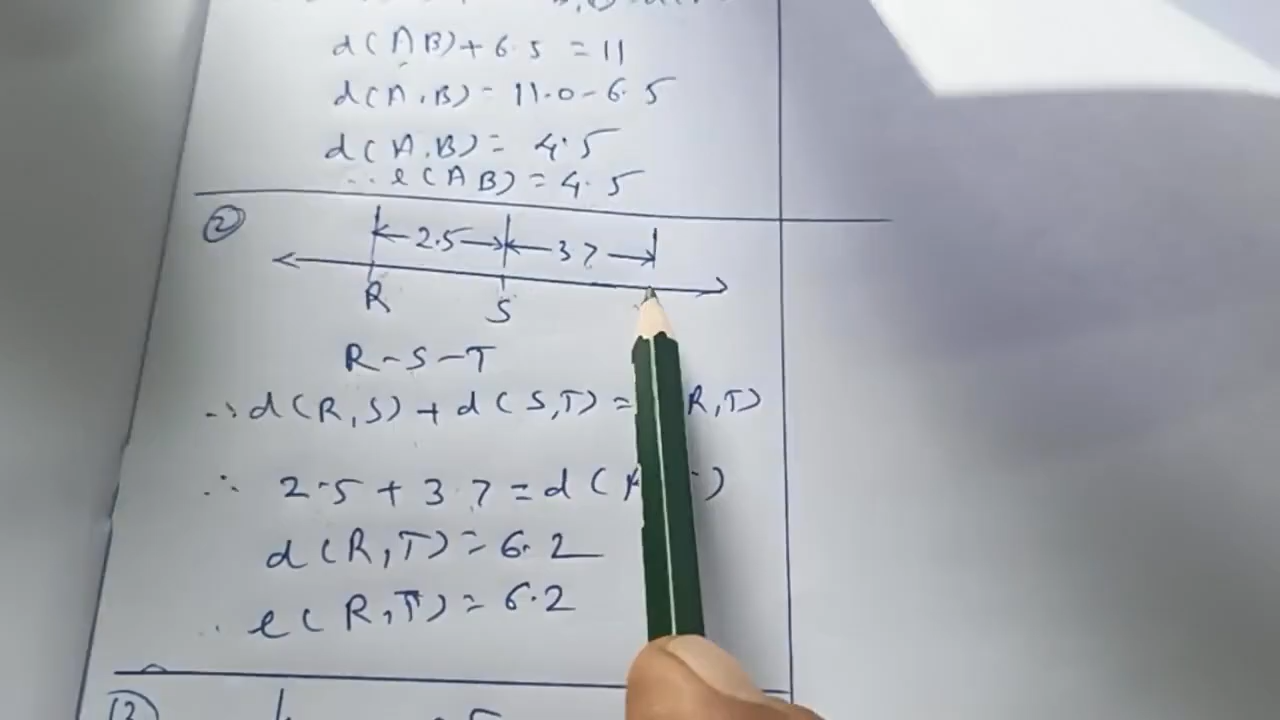 d(A B) + 6.5 = 11
d(A,B) = 11.0 - 6.5
d(A,B) = 4.5
∴ l(AB) = 4.5
②
2.5 3.7
R S
R-S-T
∴ d(R,S) + d(S,T) = R,T)
∴ 2.5 + 3.7 = d(
d(R,T) = 6.2
∴ l(R,T) = 6.2